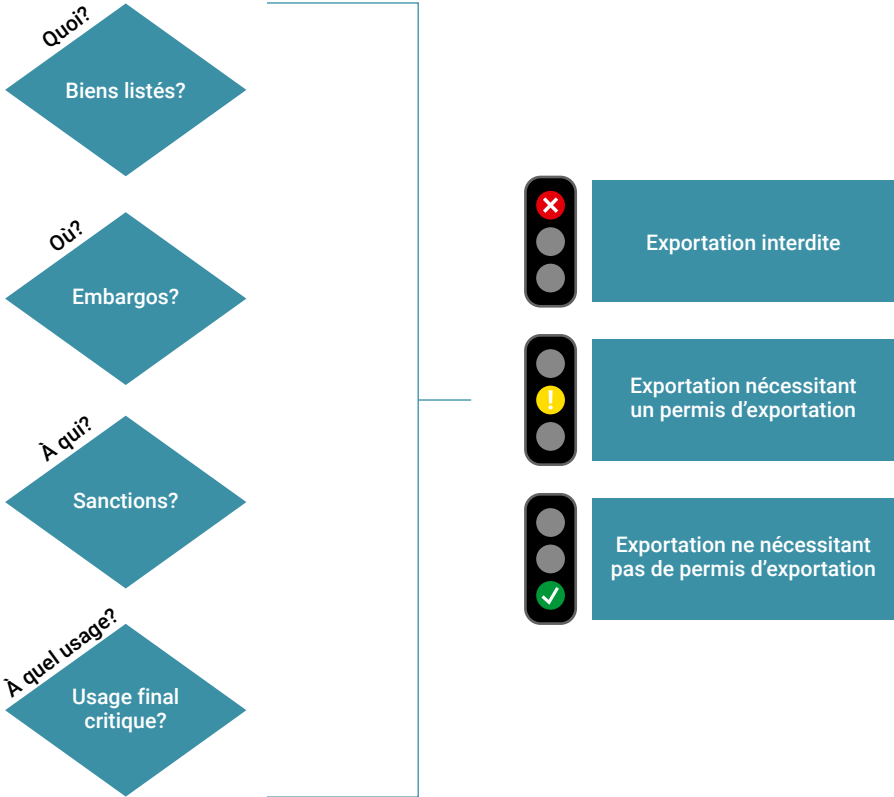 Quoi?
Biens listés?
Où?
Embargos?
À qui?
Sanctions?
À quel usage?
Usage final
critique?
Exportation interdite
Exportation nécessitant
un permis d’exportation
Exportation ne nécessitant
pas de permis d’exportation